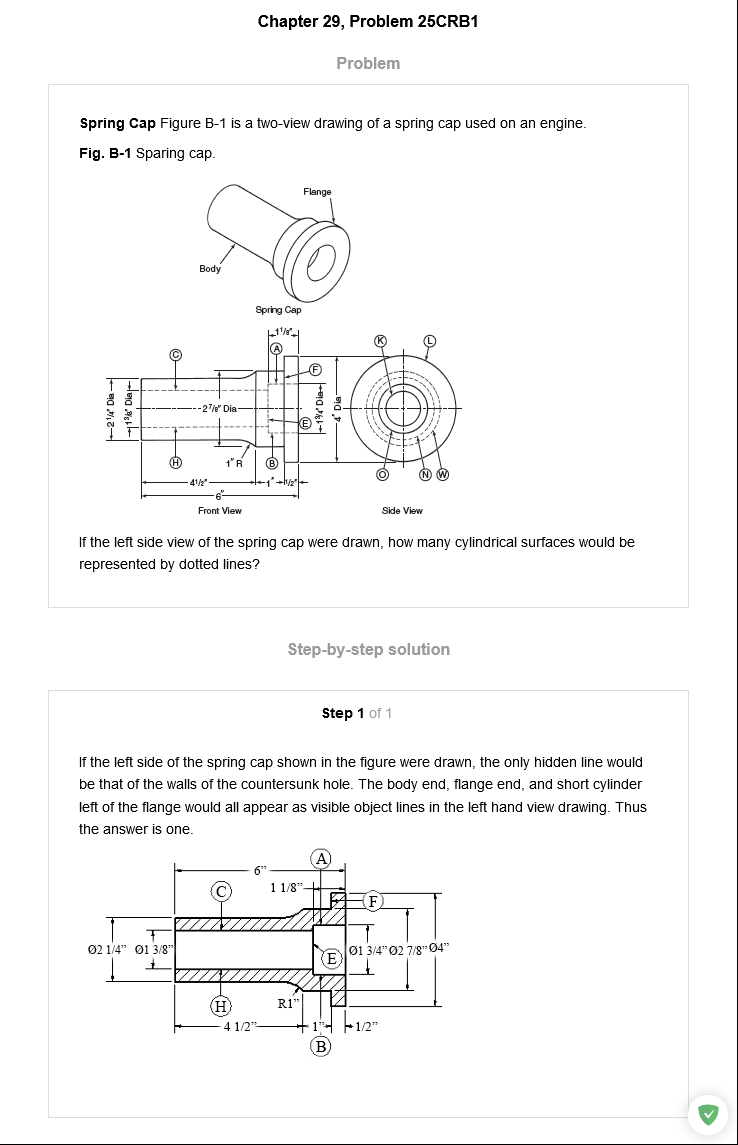 Chapter 29, Problem 25CRB1
Problem
Spring Cap Figure B-1 is a two-view drawing of a spring cap used on an engine.
Fig. B-1 Sparing cap.
Flange
Body
Spring Cap
1 1/8"
C
A
K
L
F
2 1/4" Dia
1 3/8" Dia
2 7/8" Dia
E
1 3/4" Dia
4" Dia
H
1" R
B
O
N
W
4 1/2"
1"
1/2"
6"
Front View
Side View
If the left side view of the spring cap were drawn, how many cylindrical surfaces would be
represented by dotted lines?
Step-by-step solution
Step 1 of 1
If the left side of the spring cap shown in the figure were drawn, the only hidden line would
be that of the walls of the countersunk hole. The body end, flange end, and short cylinder
left of the flange would all appear as visible object lines in the left hand view drawing. Thus
the answer is one.
A
6"
C
1 1/8"
F
Ø2 1/4"
Ø1 3/8"
E
Ø1 3/4"
Ø2 7/8"
Ø4"
H
R1"
4 1/2"
1"
1/2"
B